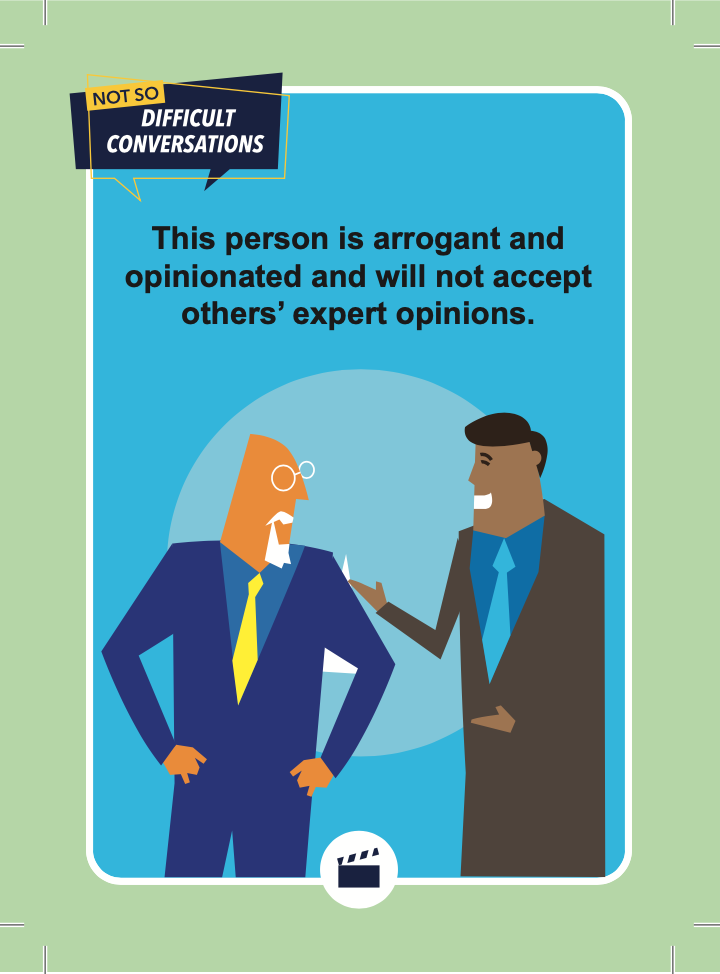 NOT SO
DIFFICULT
CONVERSATIONS
This person is arrogant and
opinionated and will not accept
others’ expert opinions.